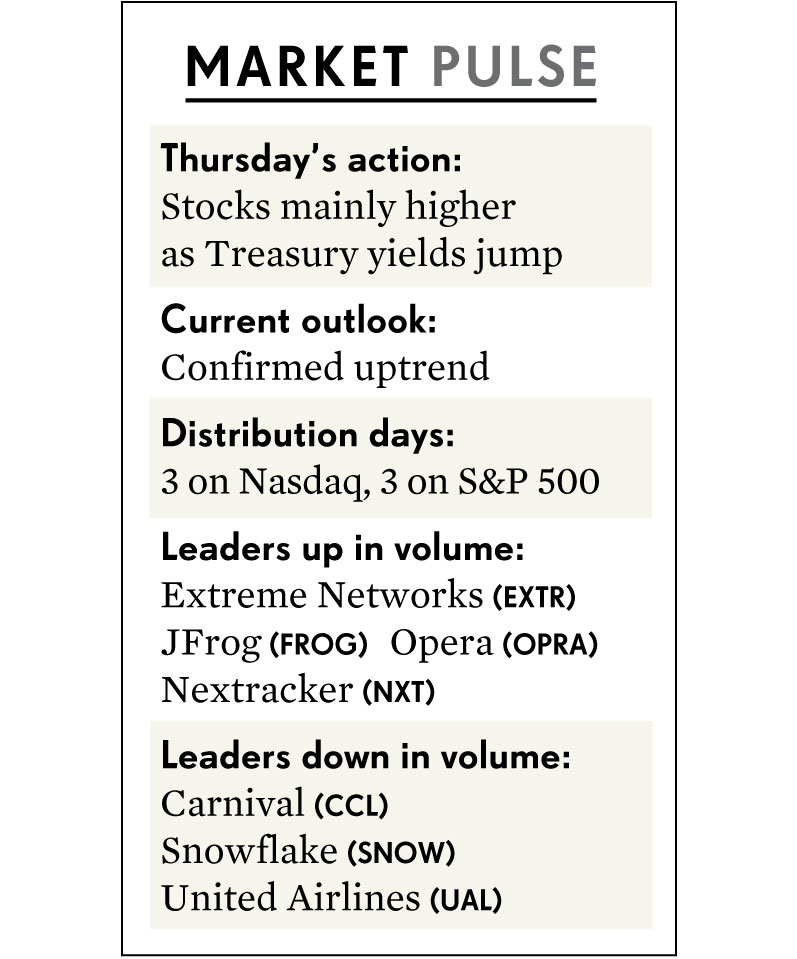 MARKET PULSE
Thursday's action:
Stocks mainly higher
as Treasury yields jump
Current outlook:
Confirmed uptrend
Distribution days:
3 on Nasdaq, 3 on S&P 500
Leaders up in volume:
Extreme Networks (EXTR)
JFrog (FROG) Opera (OPRA)
Nextracker (NXT)
Leaders down in volume:
Carnival (CCL)
Snowflake (SNOW)
United Airlines (UAL)